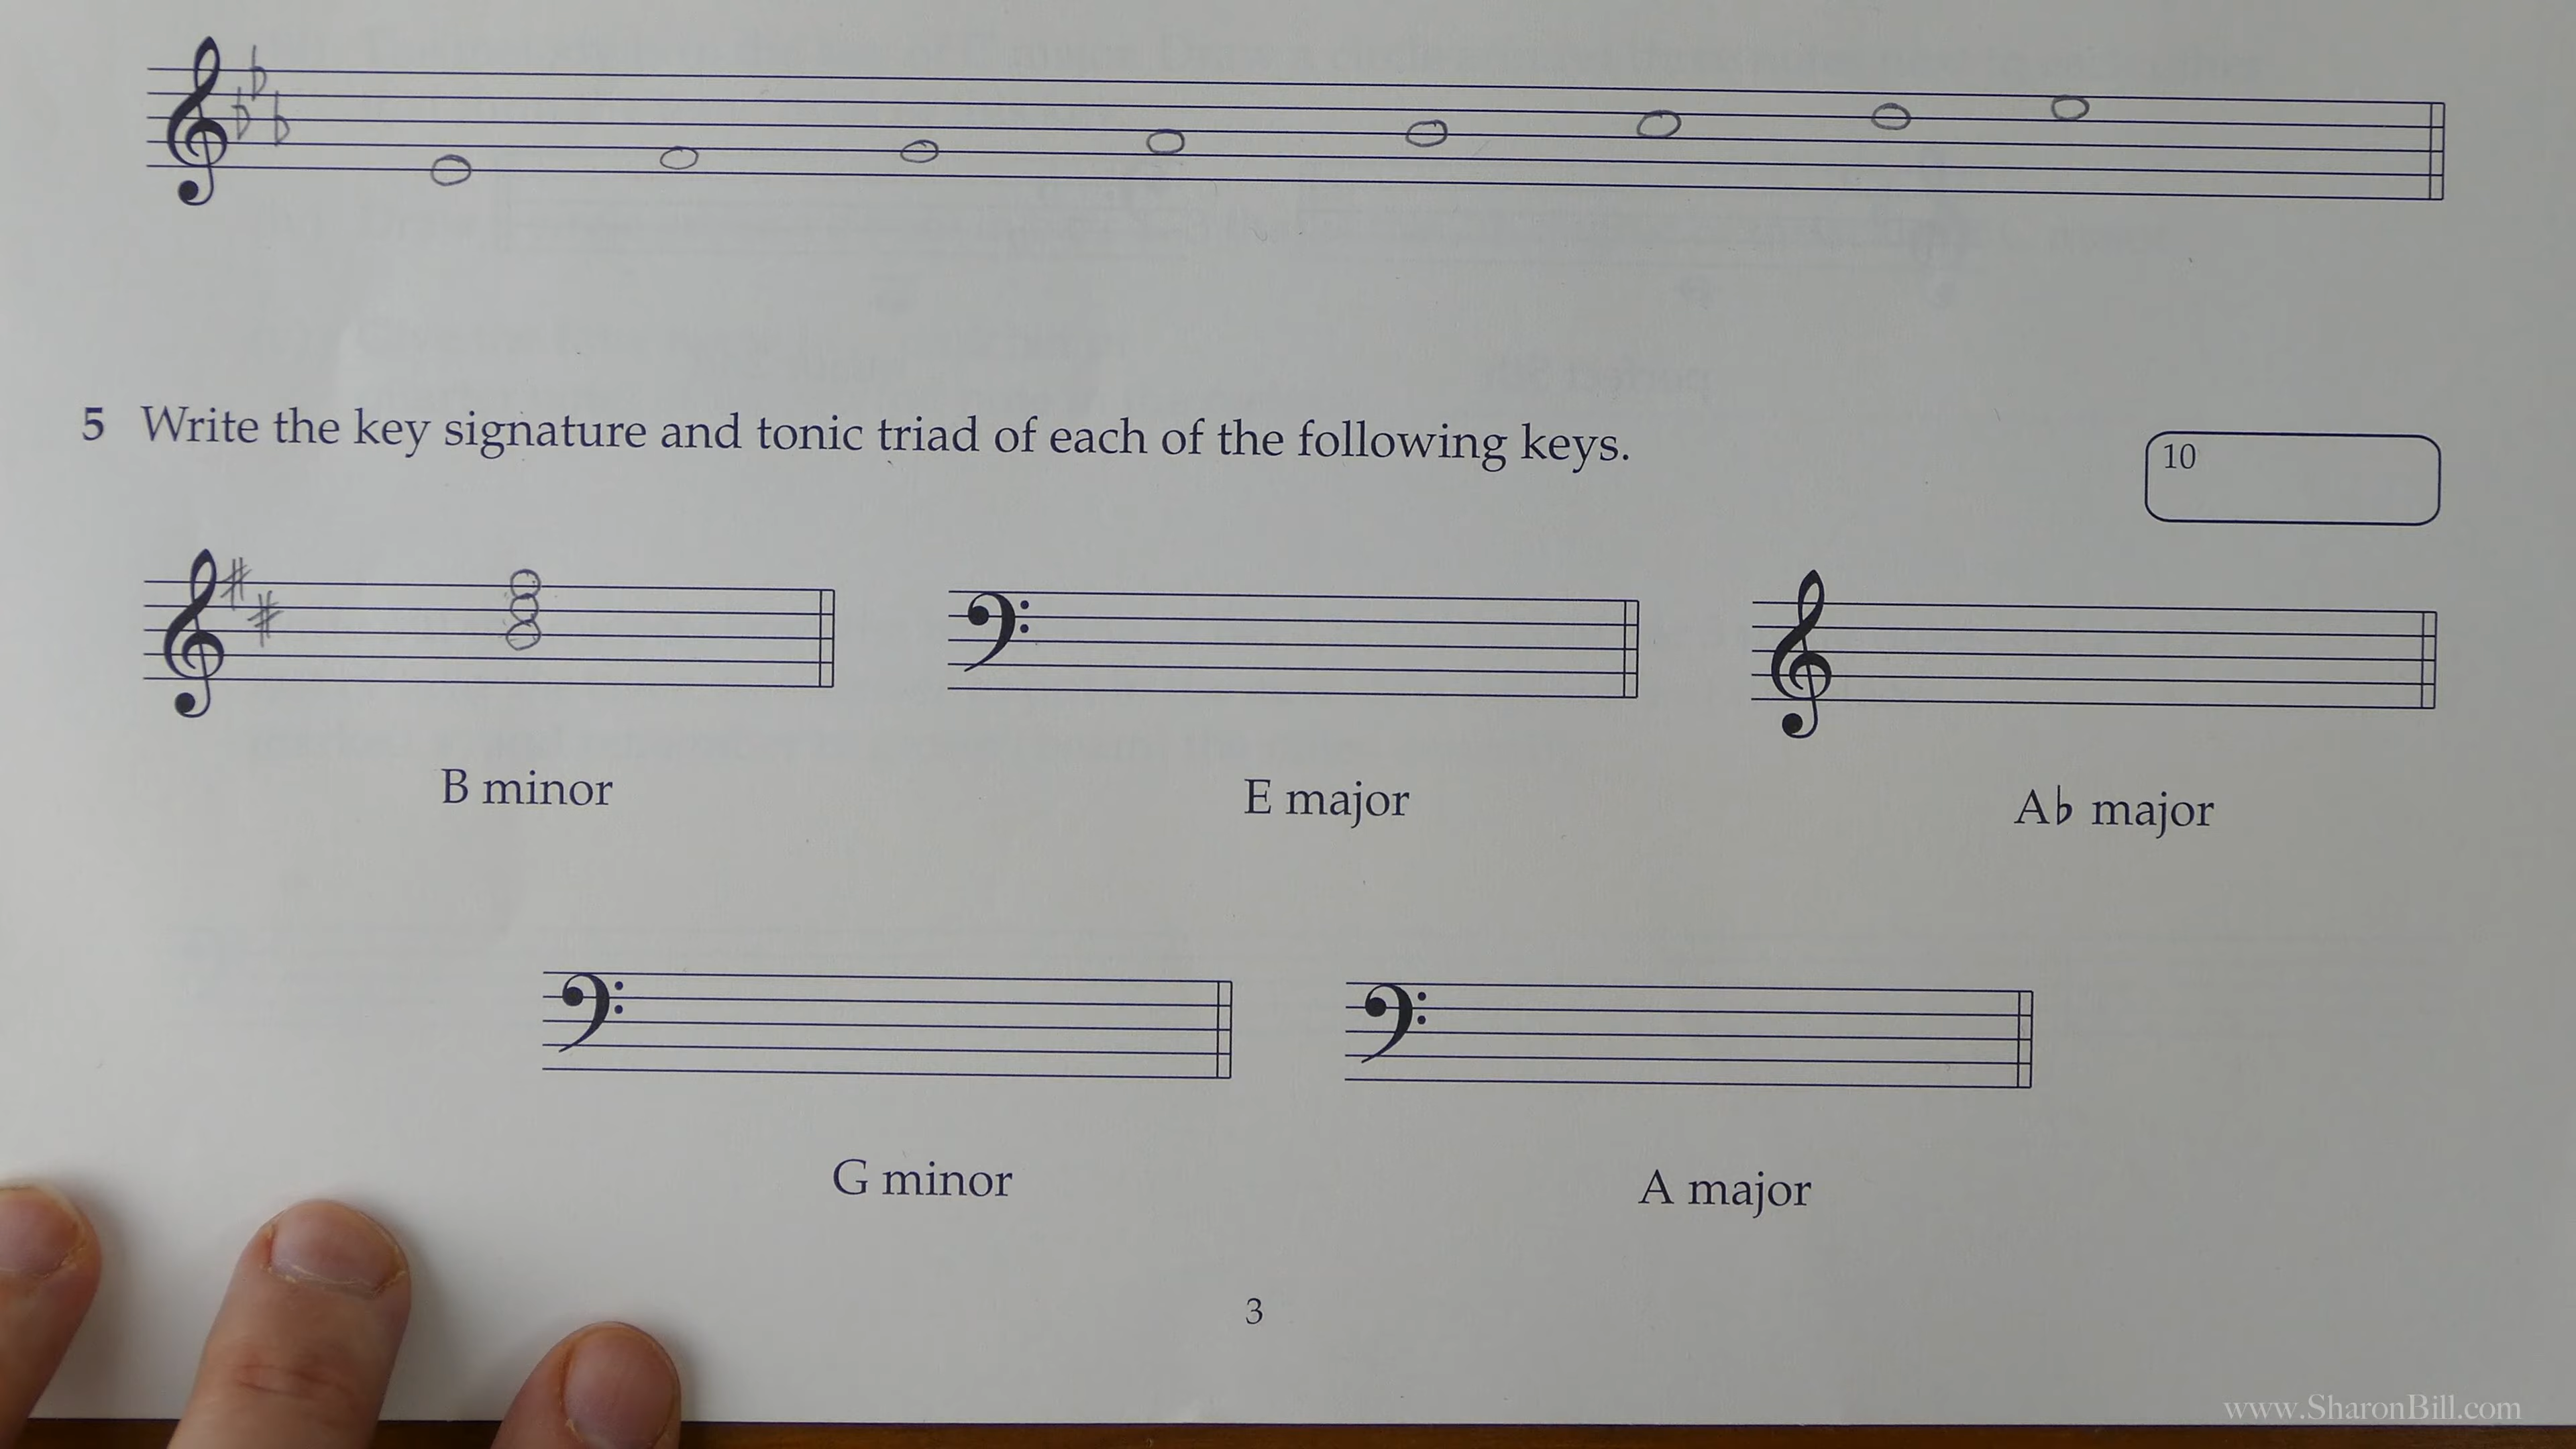 5 Write the key signature and tonic triad of each of the following keys.
10
B minor
E major
A♭ major
G minor
A major
3
www.SharonBill.com